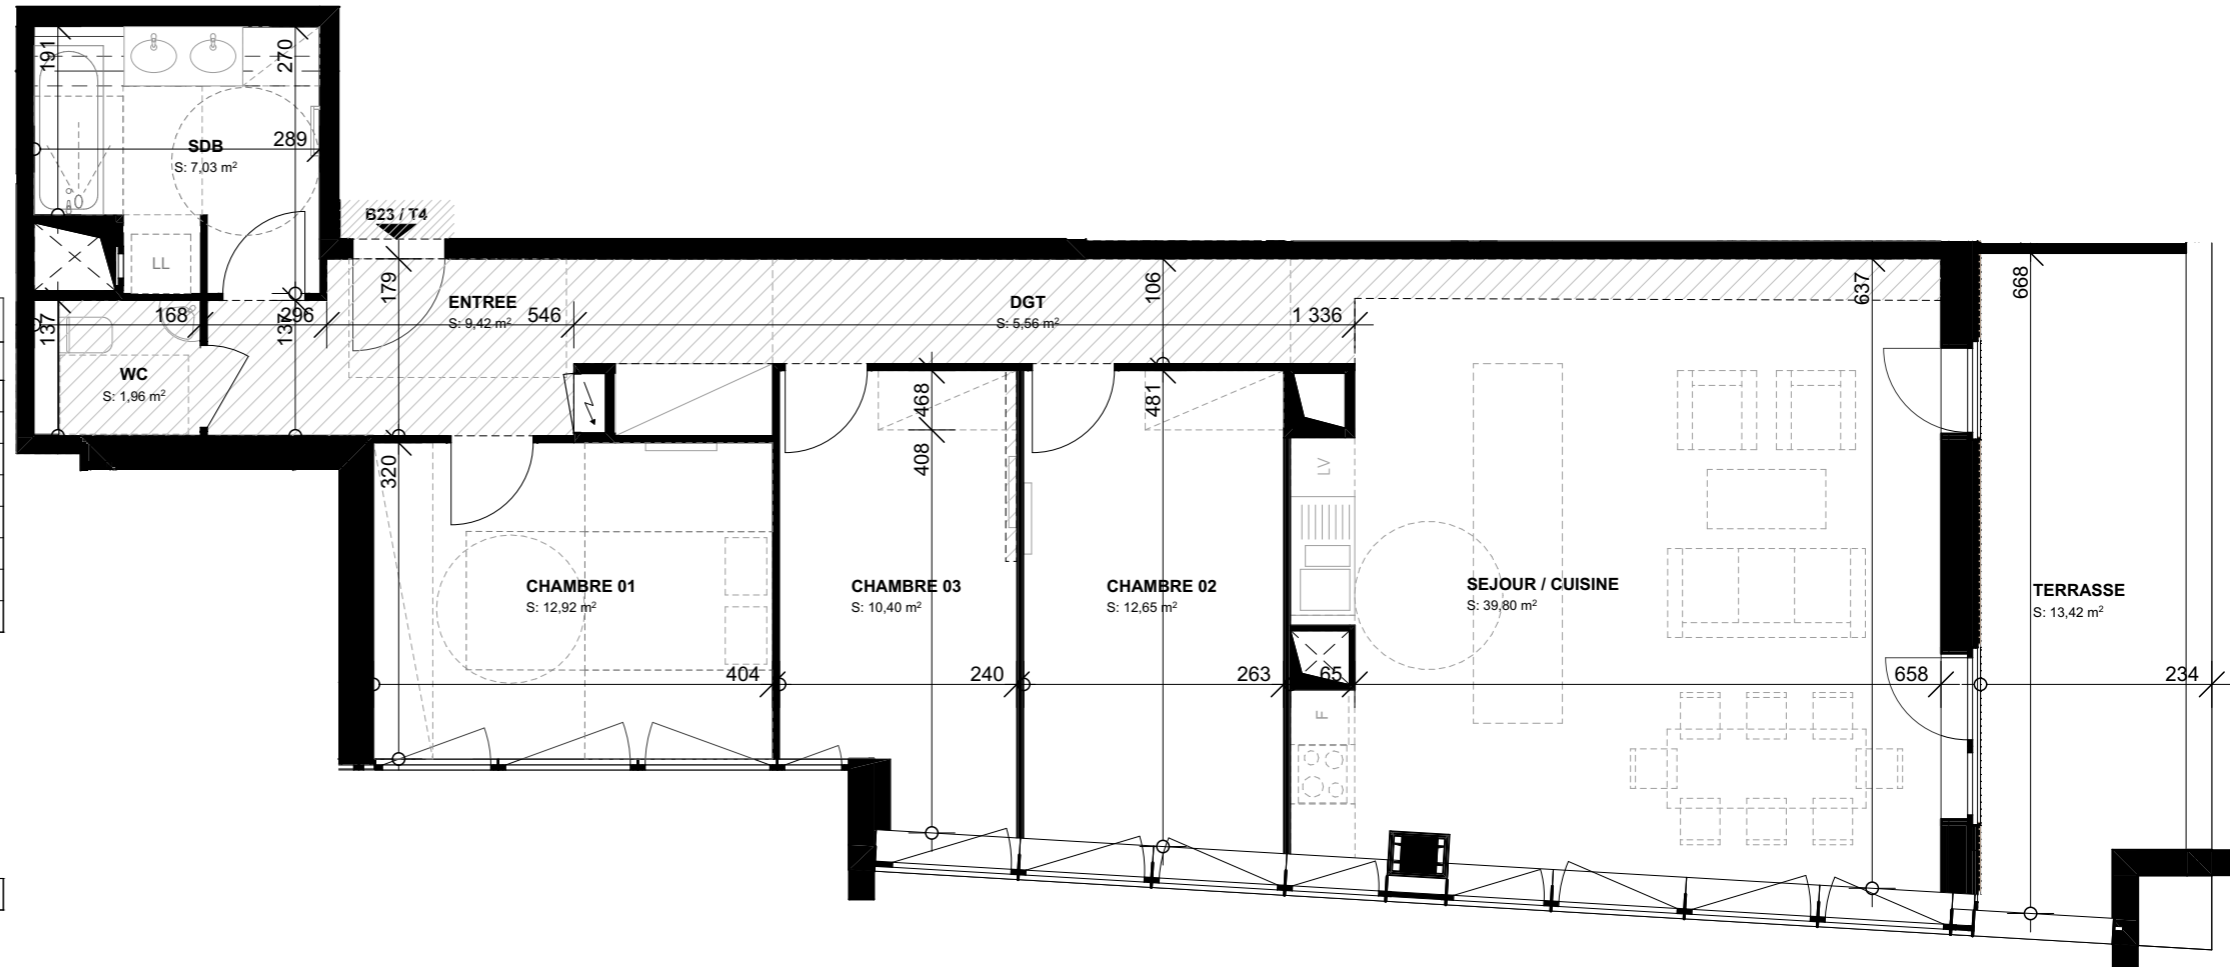 191
270
289
SDB
S: 7,03 m²
B23 / T4
LL
179
106
637
668
ENTREE
S: 9,42 m²
DGT
S: 5,56 m²
137
168
137
296
546
1 336
WC
S: 1,96 m²
468
481
320
408
LV
CHAMBRE 01
S: 12,92 m²
CHAMBRE 03
S: 10,40 m²
CHAMBRE 02
S: 12,65 m²
SEJOUR / CUISINE
S: 39,80 m²
TERRASSE
S: 13,42 m²
404
240
263
65
658
234
F